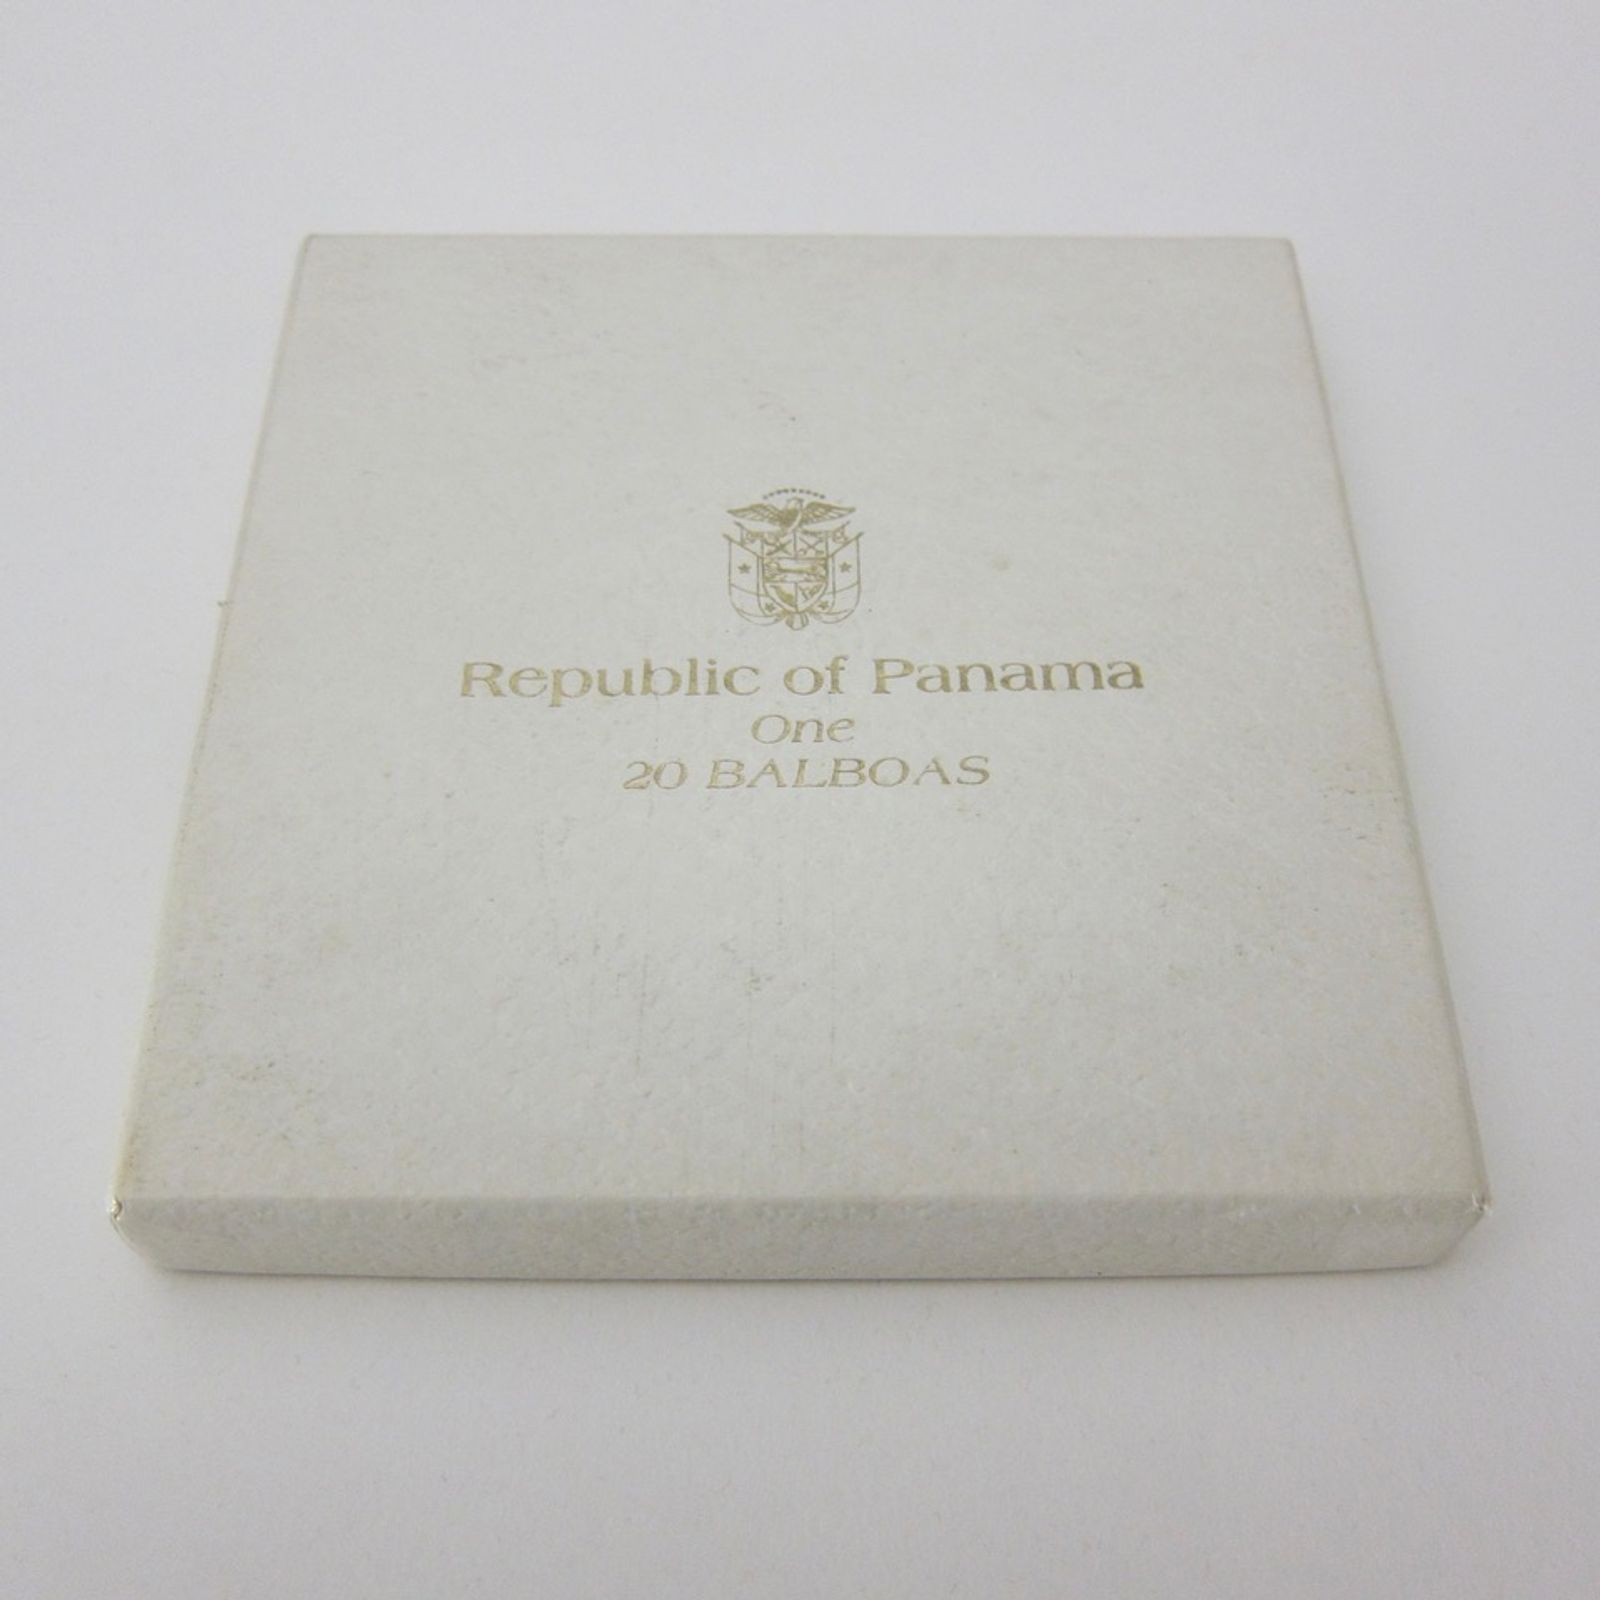 Republic of Panama
One
20 BALBOAS